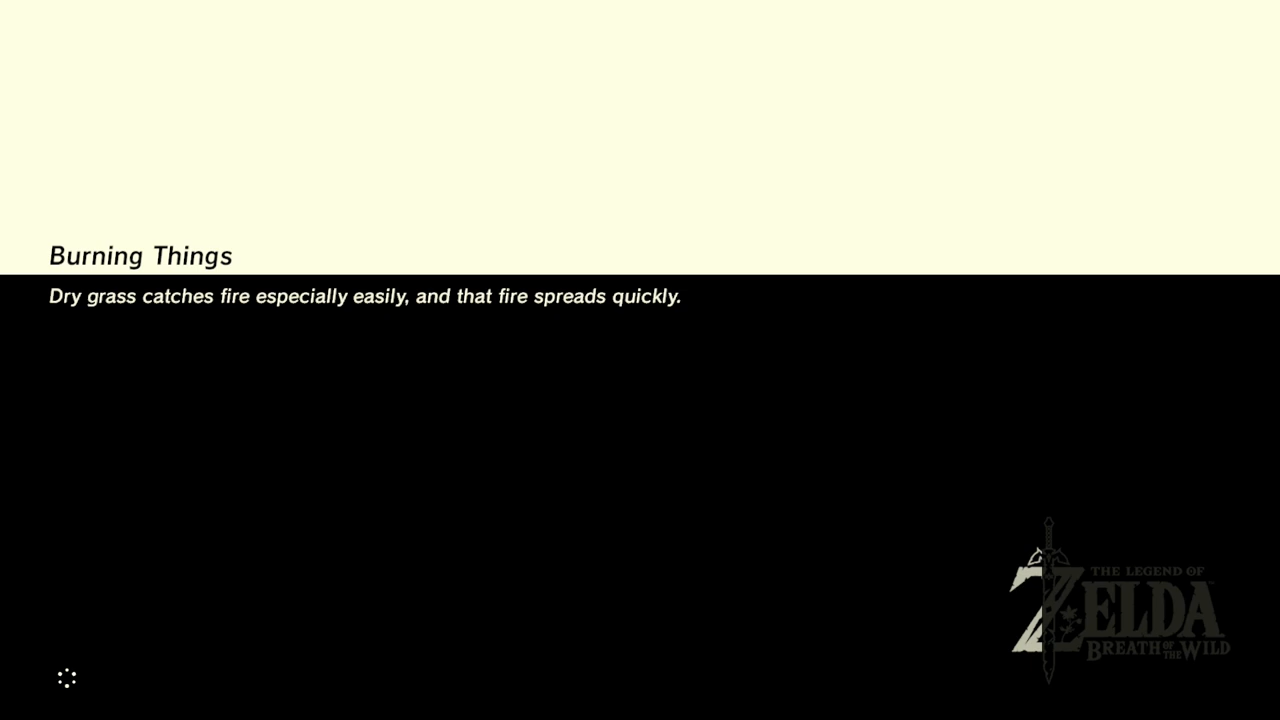 Burning Things
Dry grass catches fire especially easily, and that fire spreads quickly.
THE LEGEND OF
ZELDA
BREATH OF THE WILD